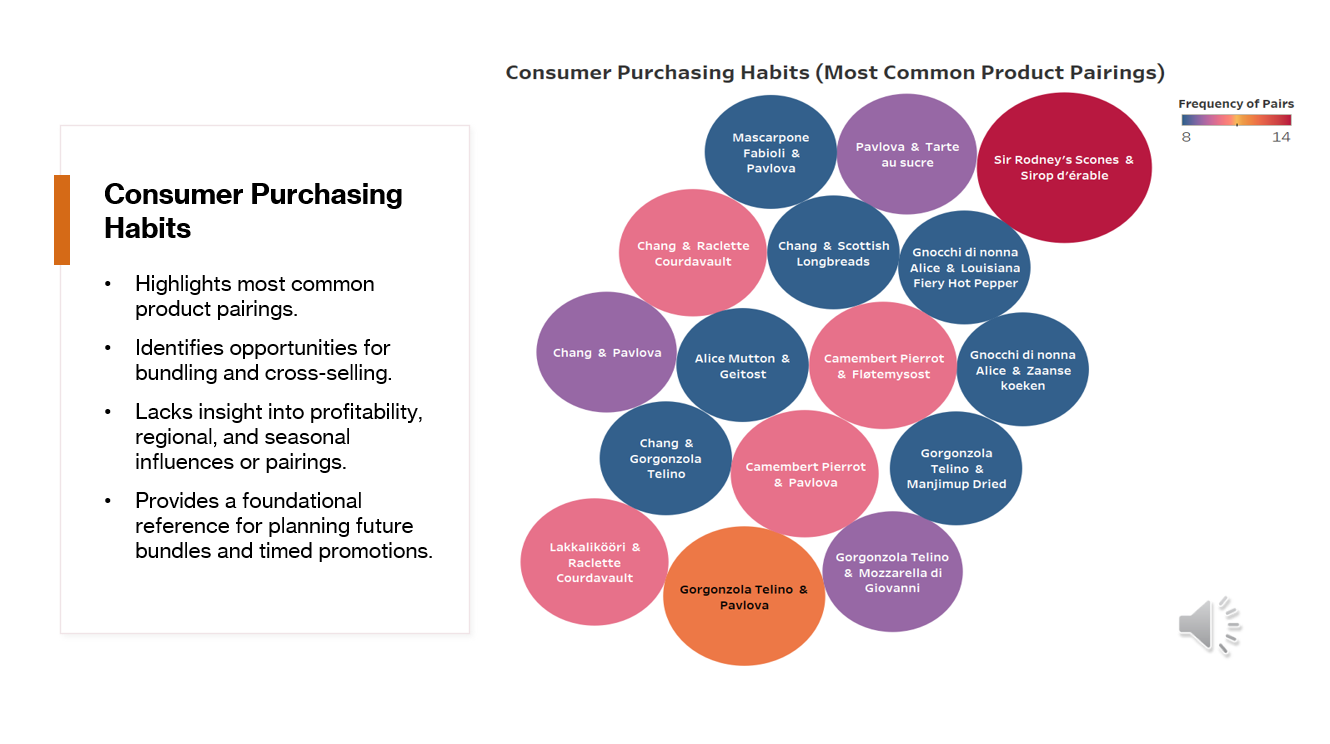 Consumer Purchasing
Habits
• Highlights most common
product pairings.
• Identifies opportunities for
bundling and cross-selling.
• Lacks insight into profitability,
regional, and seasonal
influences or pairings.
• Provides a foundational
reference for planning future
bundles and timed promotions.
Consumer Purchasing Habits (Most Common Product Pairings)
Frequency of Pairs
8 14
Mascarpone
Fabioli &
Pavlova
Pavlova & Tarte
au sucre
Sir Rodney's Scones &
Sirop d'érable
Chang & Raclette
Courdavault
Chang & Scottish
Longbreads
Gnocchi di nonna
Alice & Louisiana
Fiery Hot Pepper
Chang & Pavlova
Alice Mutton &
Geitost
Camembert Pierrot
& Fløtemysost
Gnocchi di nonna
Alice & Zaanse
koeken
Chang &
Gorgonzola
Telino
Camembert Pierrot
& Pavlova
Gorgonzola
Telino &
Manjimup Dried
Lakkalikööri &
Raclette
Courdavault
Gorgonzola Telino &
Pavlova
Gorgonzola Telino
& Mozzarella di
Giovanni